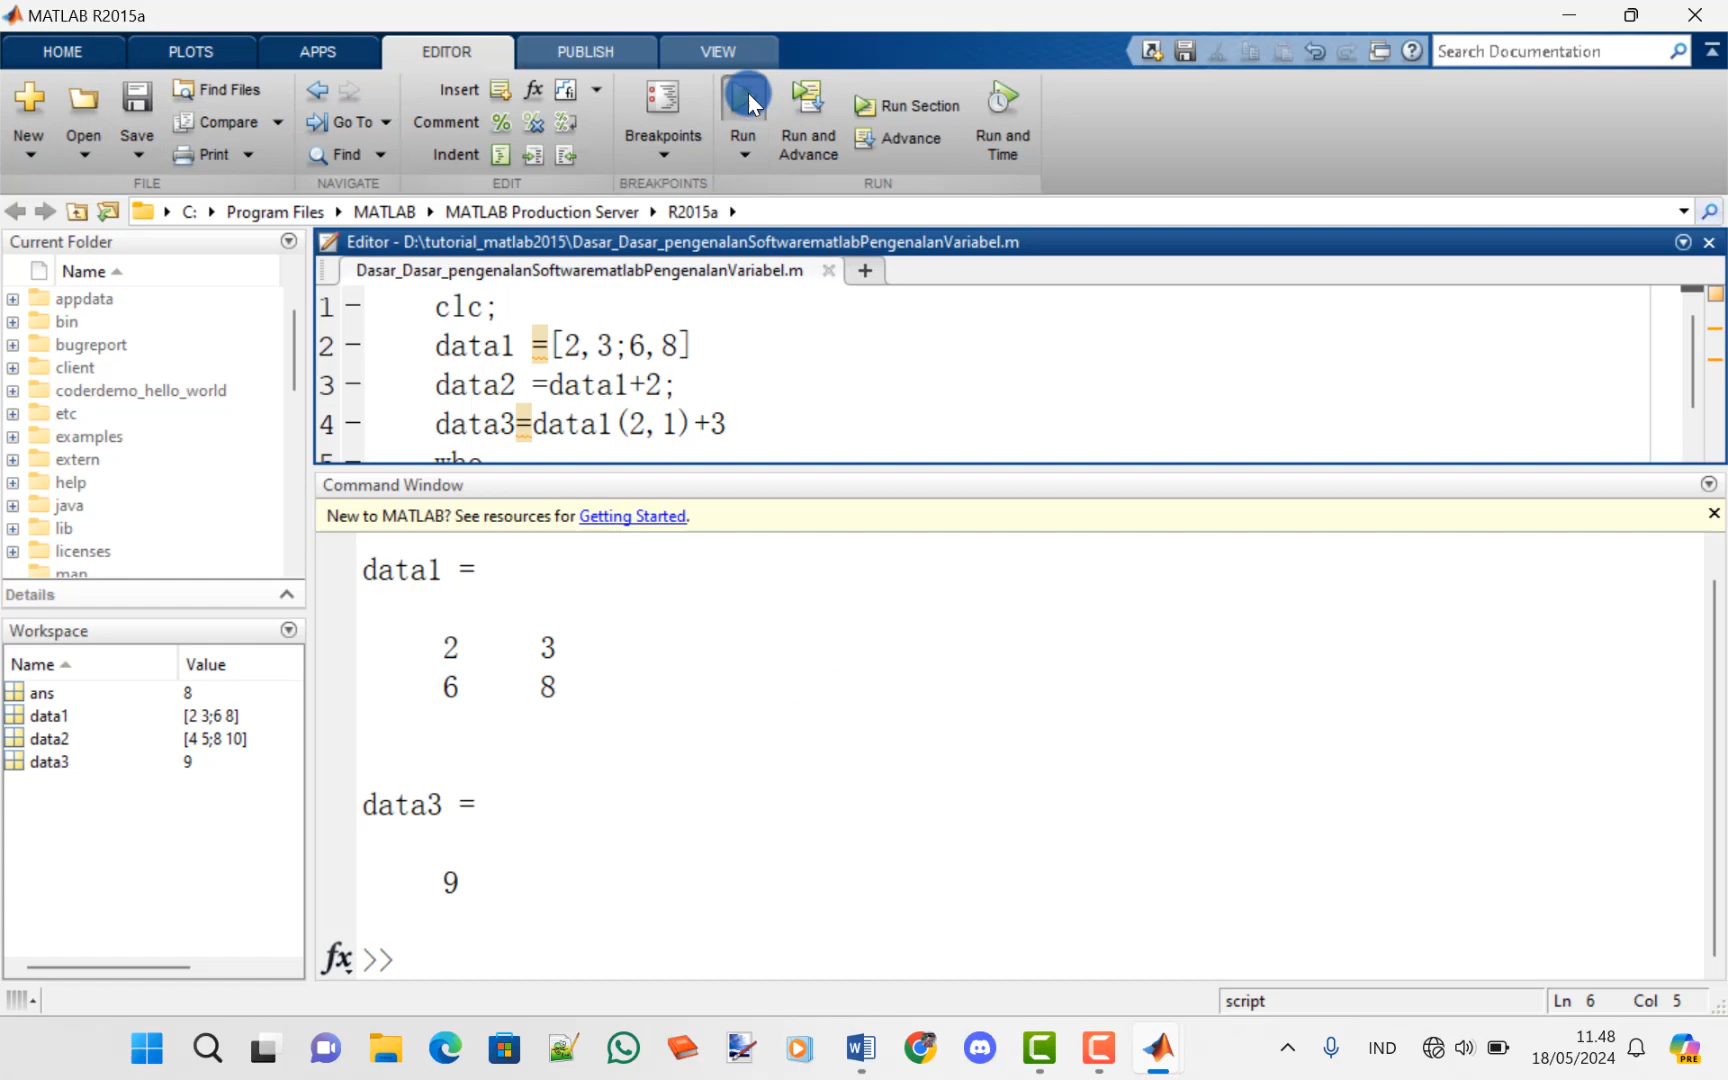 MATLAB R2015a
HOME PLOTS APPS EDITOR PUBLISH VIEW
Search Documentation
New Open Save
Find Files
Compare
Print
FILE
Go To
Find
NAVIGATE
Insert
Comment
Indent
EDIT
Breakpoints
BREAKPOINTS
Run
Run and Advance
Run Section
Advance
Run and Time
RUN
C: Program Files MATLAB MATLAB Production Server R2015a
Current Folder
Name
appdata
bin
bugreport
client
coderdemo_hello_world
etc
examples
extern
help
java
lib
licenses
man
Details
Workspace
Name Value
ans 8
data1 [2 3;6 8]
data2 [4 5;8 10]
data3 9
Editor - D:\tutorial_matlab2015\Dasar_Dasar_pengenalanSoftwarematlabPengenalanVariabel.m
Dasar_Dasar_pengenalanSoftwarematlabPengenalanVariabel.m
1 – clc;
2 – data1 =[2,3;6,8]
3 – data2 =data1+2;
4 – data3=data1(2,1)+3
5 – who
Command Window
New to MATLAB? See resources for Getting Started.
data1 =
2 3
6 8
data3 =
9
fx >>
script Ln 6 Col 5
IND
11.48
18/05/2024
PRE